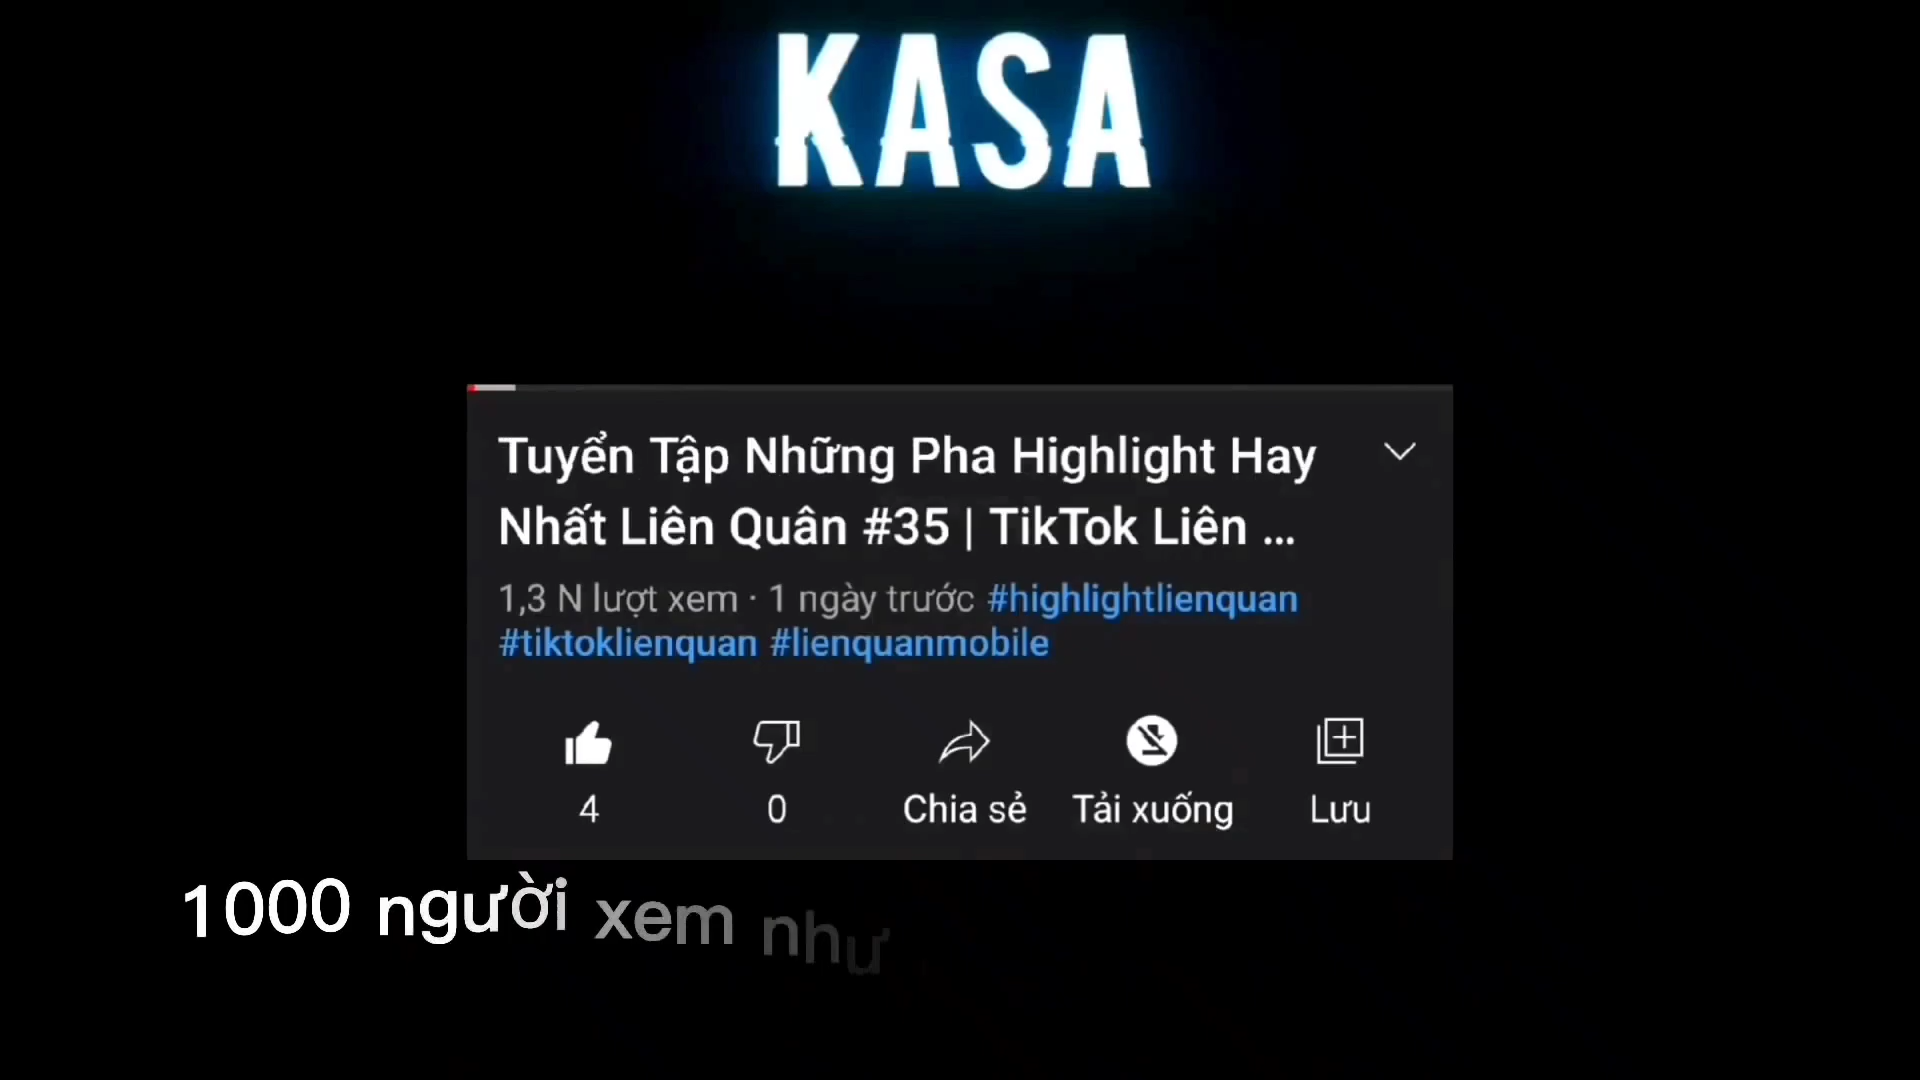 KASA
Tuyển Tập Những Pha Highlight Hay
Nhất Liên Quân #35 | TikTok Liên ...
1,3 N lượt xem · 1 ngày trước #highlightlienquan
#tiktoklienquan #lienquanmobile
4
0
Chia sẻ
Tải xuống
Lưu
1000 người xem như